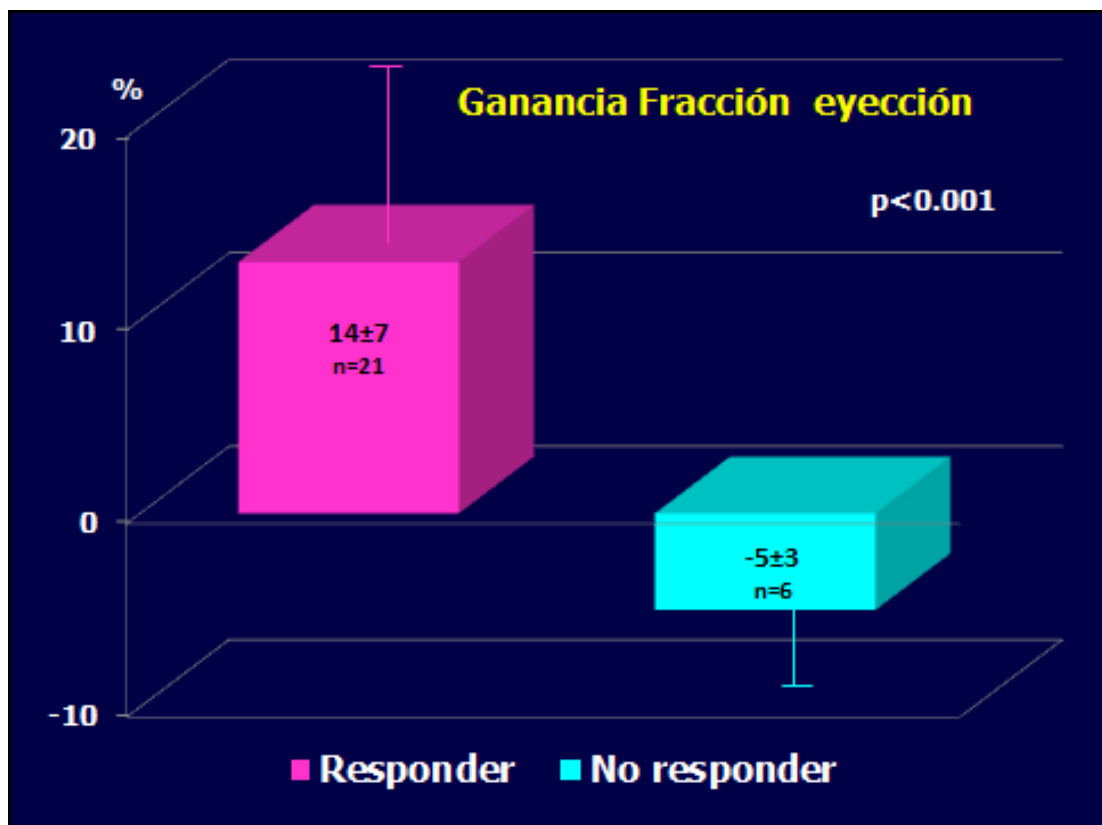 %
Ganancia Fracción eyección
20
p<0.001
10
14±7
n=21
0
-5±3
n=6
-10
Responder No responder